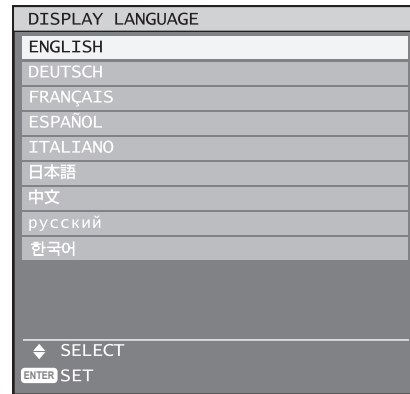 DISPLAY LANGUAGE
ENGLISH
DEUTSCH
FRANÇAIS
ESPAÑOL
ITALIANO
日本語
中文
русский
한국어
SELECT
ENTER SET